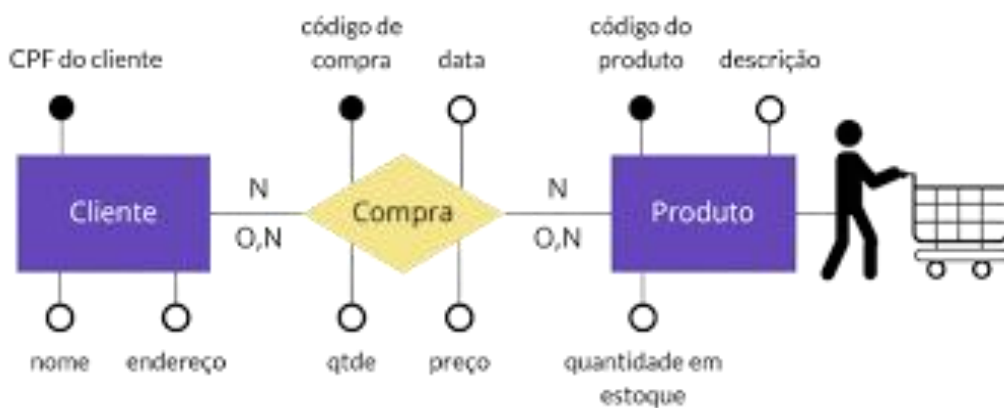 CPF do cliente
código de
compra
data
código do
produto
descrição
Cliente
N
O,N
Compra
N
O,N
Produto
nome
endereço
qtde
preço
quantidade em
estoque